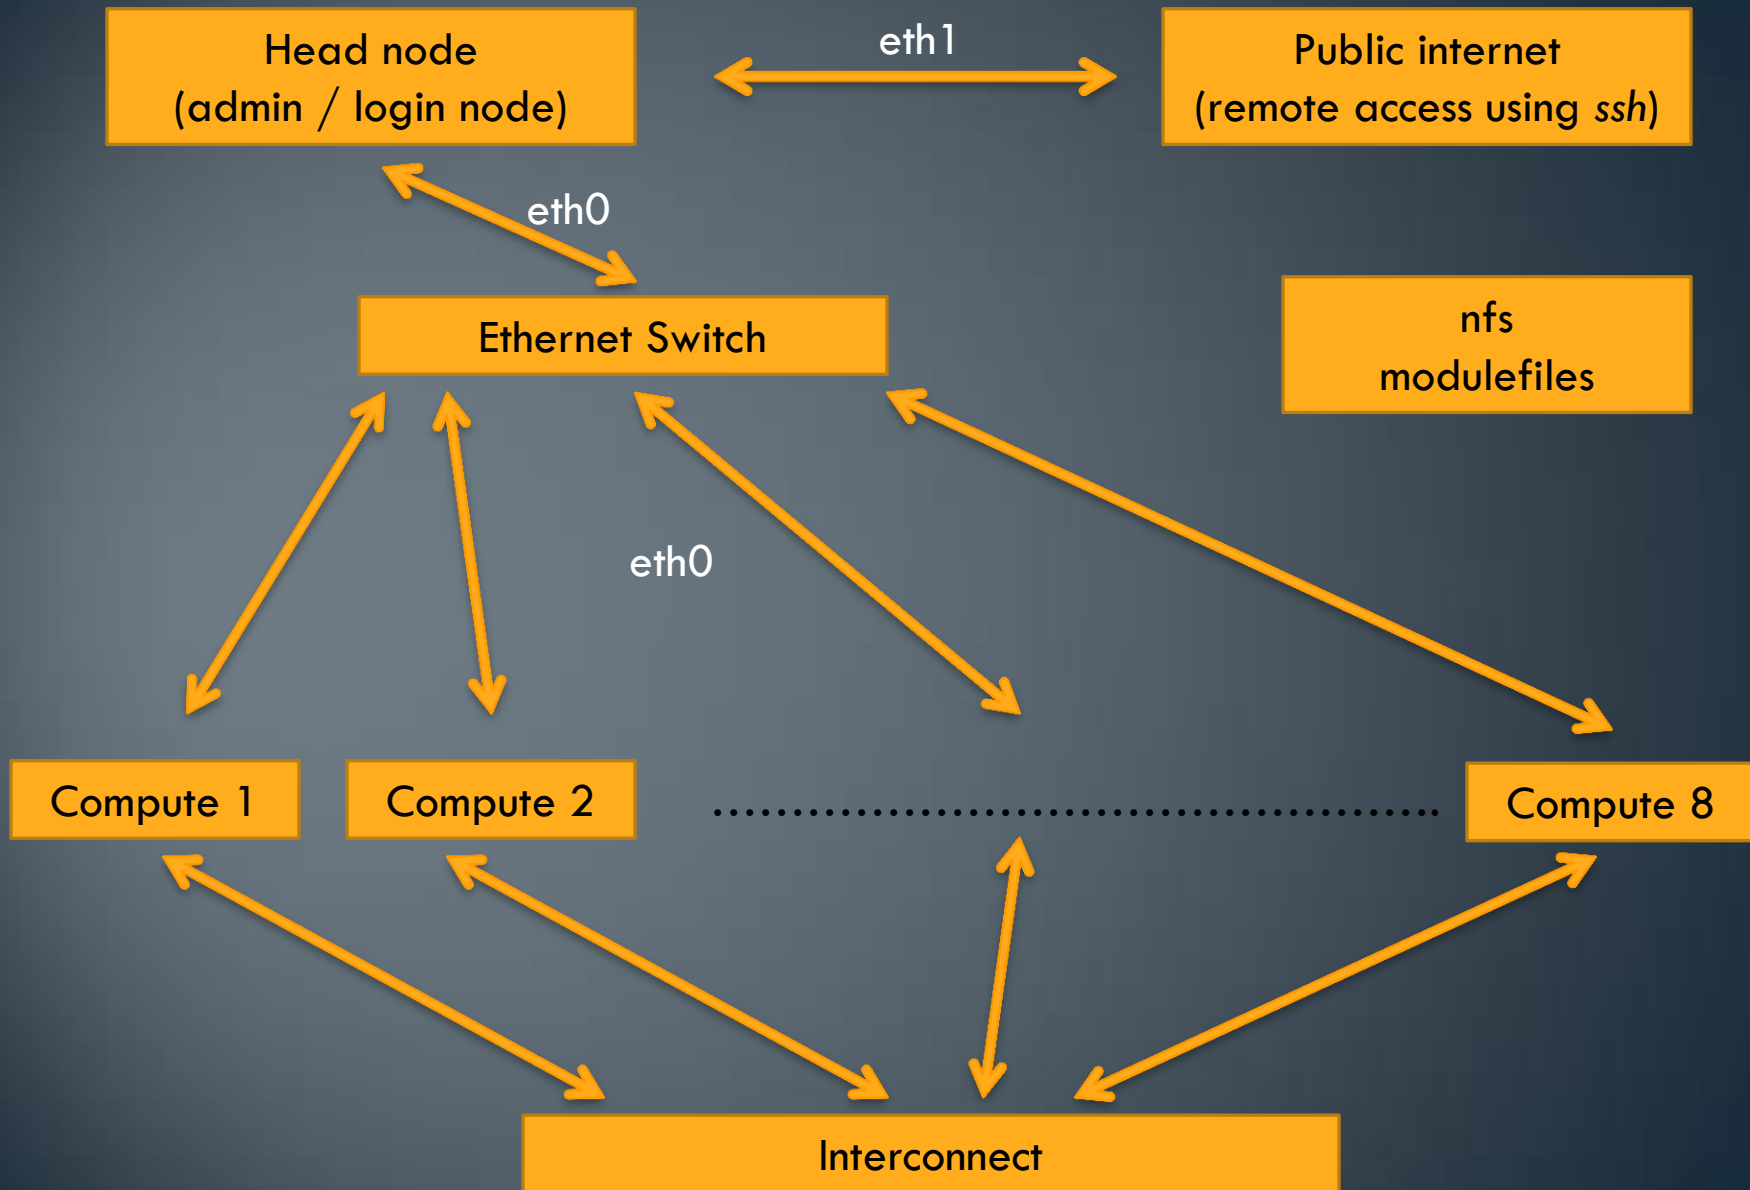 Head node
(admin / login node)
eth1
Public internet
(remote access using ssh)
eth0
Ethernet Switch
nfs
modulefiles
eth0
Compute 1
Compute 2
.............................................
Compute 8
Interconnect